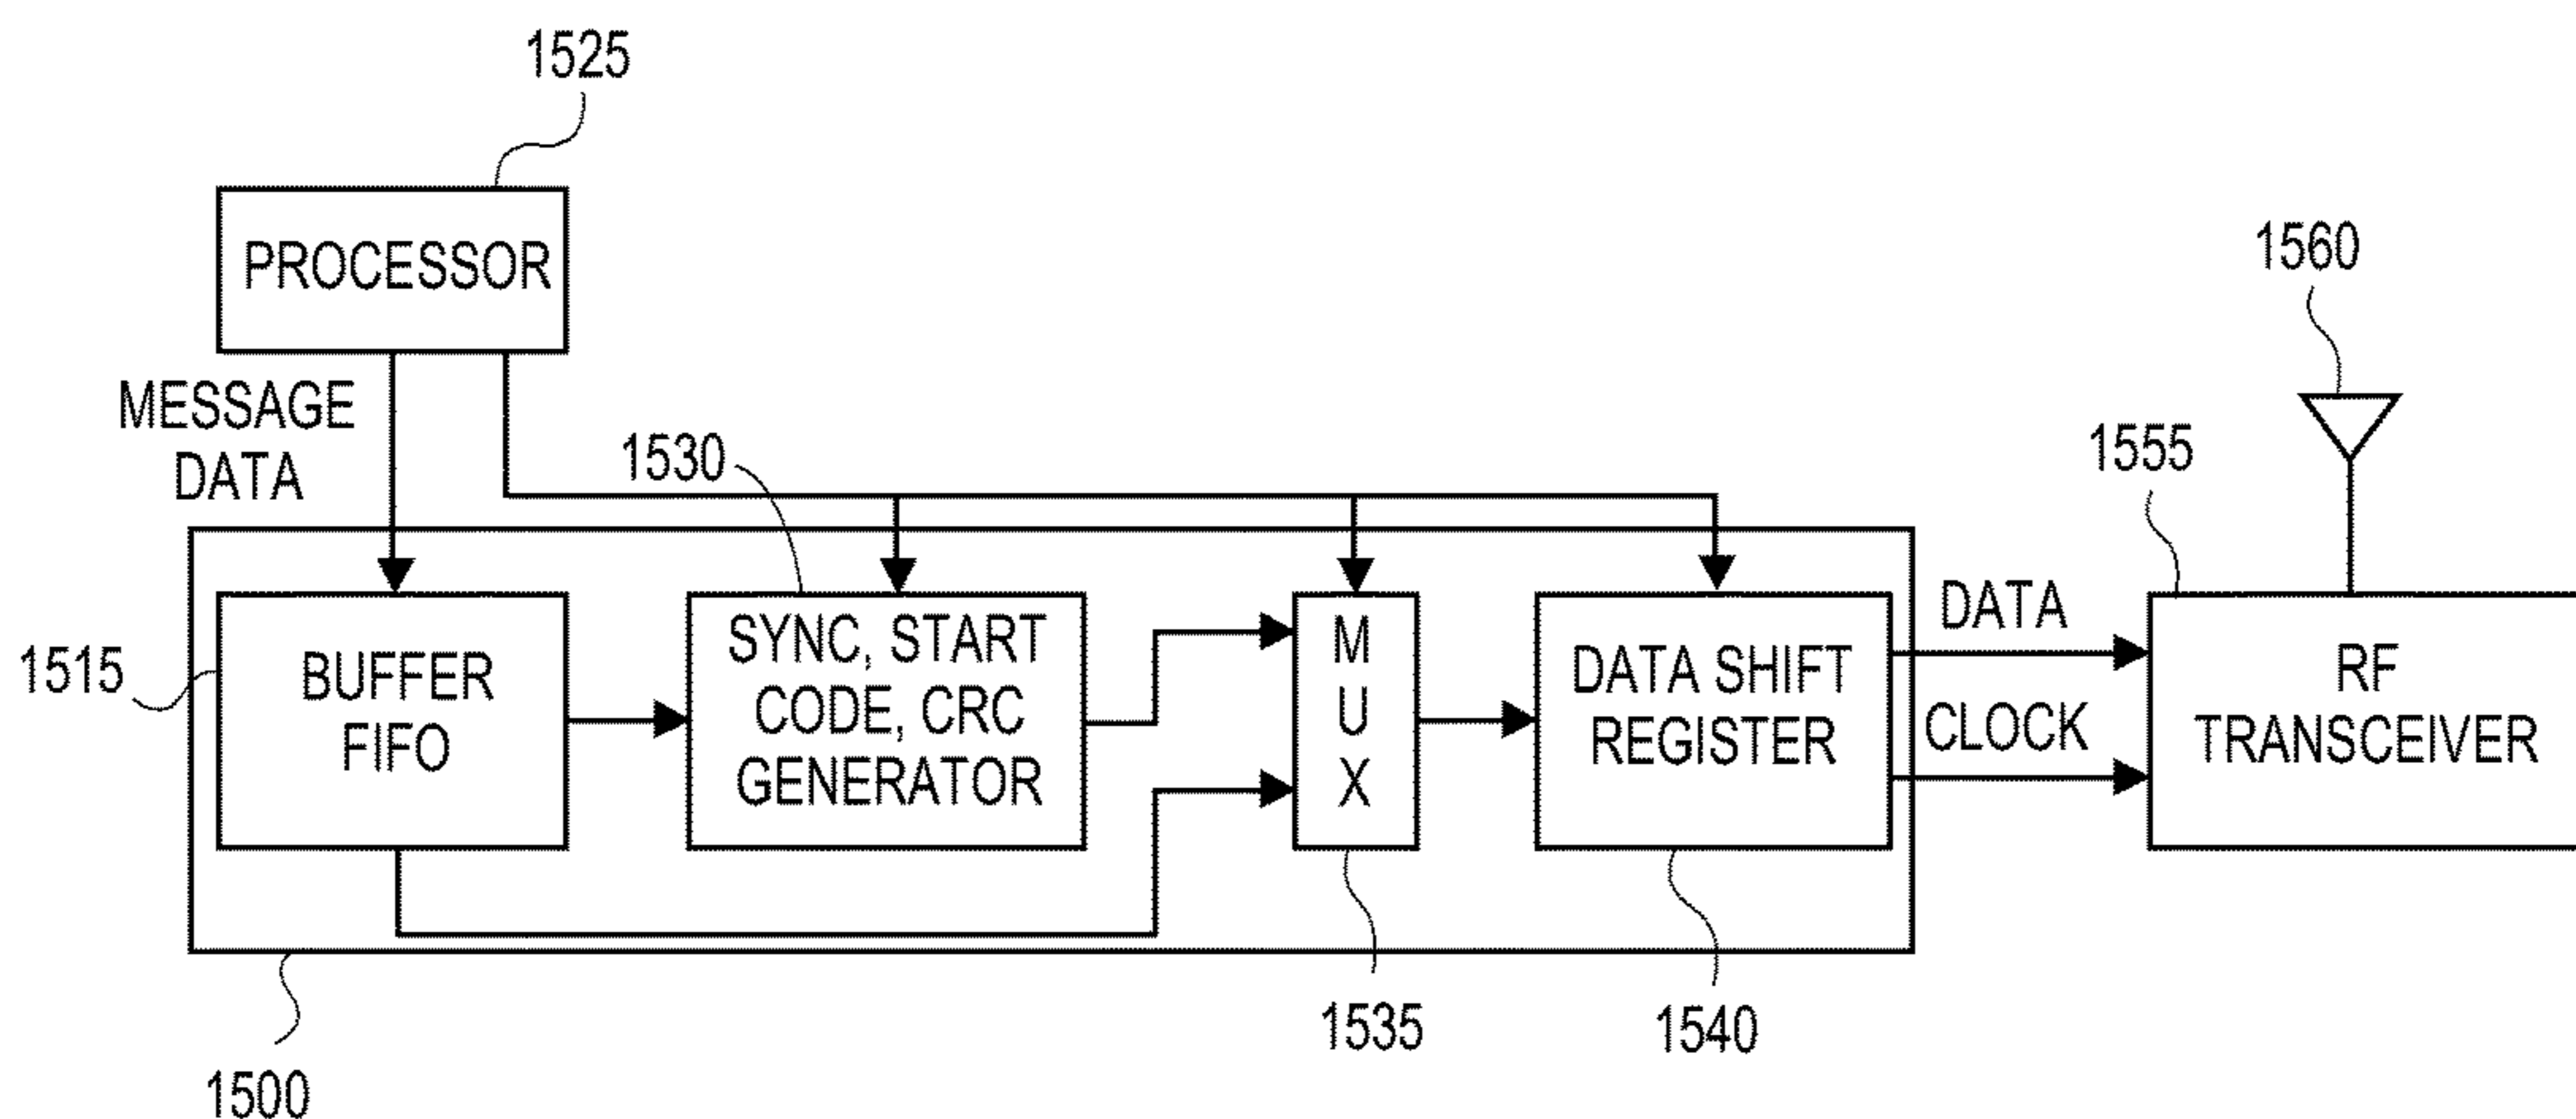 1525
PROCESSOR
1560
MESSAGE
DATA
1530
1555
1515
BUFFER
FIFO
SYNC, START
CODE, CRC
GENERATOR
M
U
X
DATA SHIFT
REGISTER
DATA
CLOCK
RF
TRANSCEIVER
1535
1540
1500